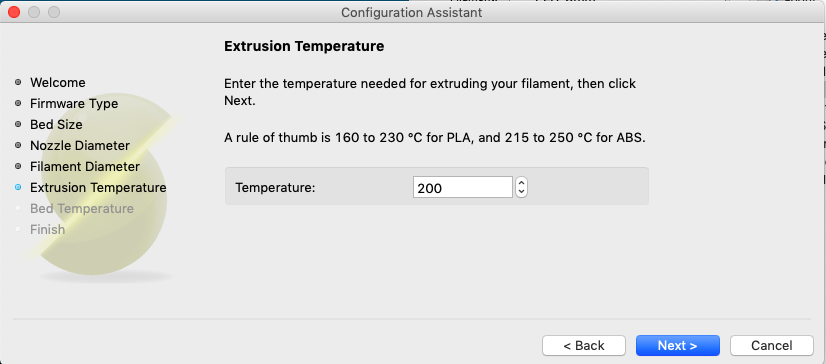 Configuration Assistant
Extrusion Temperature
Enter the temperature needed for extruding your filament, then click
Next.
A rule of thumb is 160 to 230 °C for PLA, and 215 to 250 °C for ABS.
Welcome
Firmware Type
Bed Size
Nozzle Diameter
Filament Diameter
Extrusion Temperature
Bed Temperature
Finish
Temperature:
200
< Back
Next >
Cancel